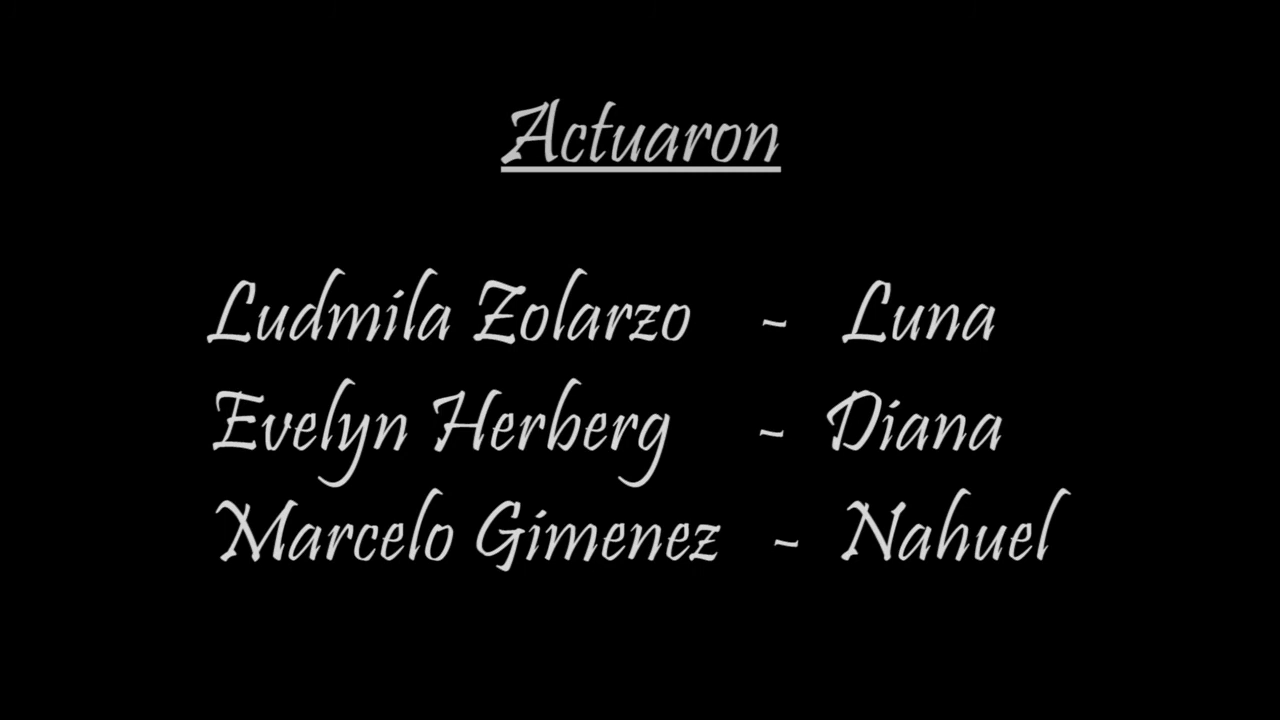 Actuaron
Ludmila Zolarzo - Luna
Evelyn Herberg - Diana
Marcelo Gimenez - Nahuel